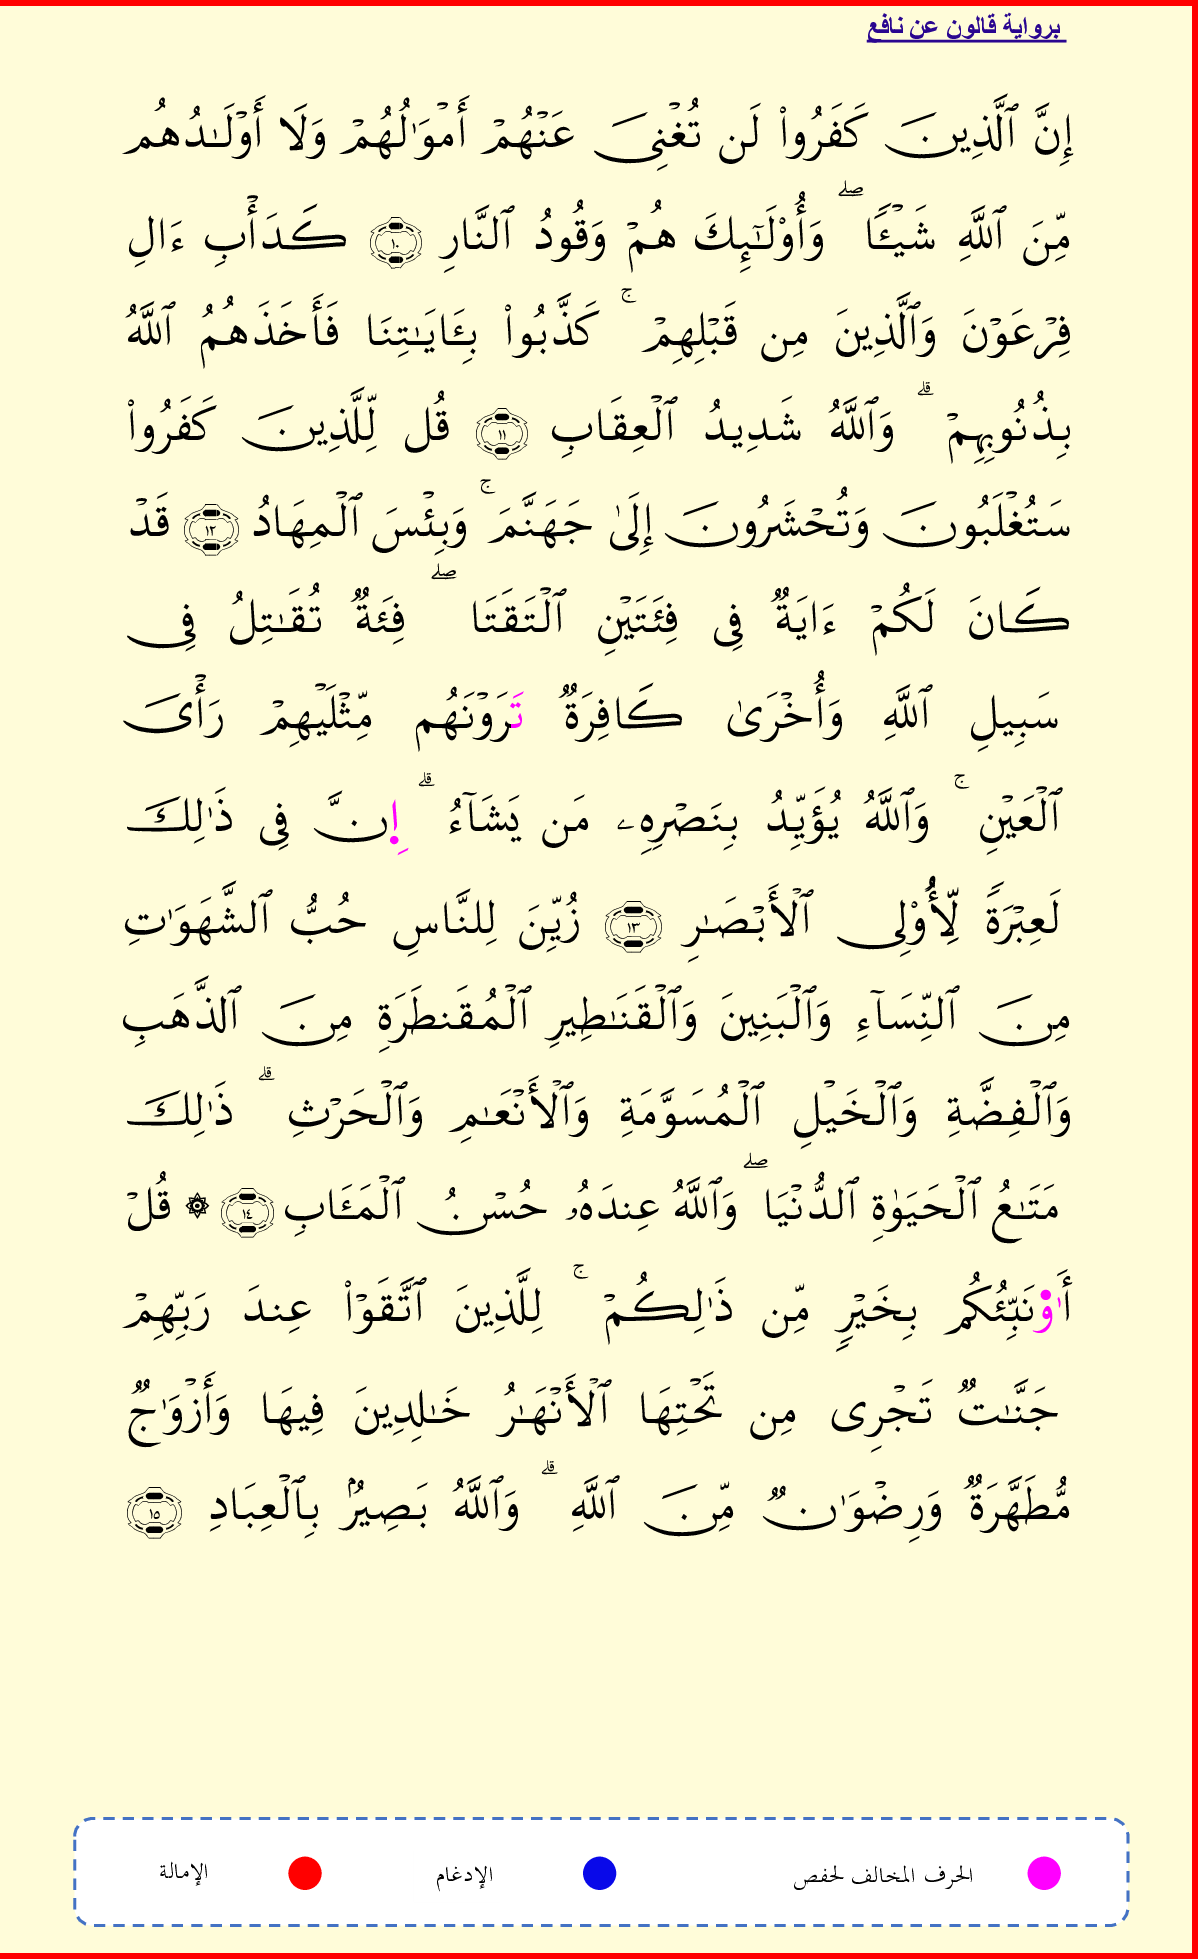 برواية قالون عن نافع
إِنَّ ٱلَّذِينَ كَفَرُواْ لَن تُغْنِىَ عَنْهُمْ أَمْوَٰلُهُمْ وَلَا أَوْلَـٰدُهُم
مِّنَ ٱللَّهِ شَيْـًٔا ۖ وَأُوْلَـٰٓئِكَ هُمْ وَقُودُ ٱلنَّارِ ١٠ كَدَأْبِ ءَالِ
فِرْعَوْنَ وَٱلَّذِينَ مِن قَبْلِهِمْ ۚ كَذَّبُواْ بِـَٔايَـٰتِنَا فَأَخَذَهُمُ ٱللَّهُ
بِذُنُوبِهِمْ ۗ وَٱللَّهُ شَدِيدُ ٱلْعِقَابِ ١١ قُل لِّلَّذِينَ كَفَرُواْ
سَتُغْلَبُونَ وَتُحْشَرُونَ إِلَىٰ جَهَنَّمَ ۚ وَبِئْسَ ٱلْمِهَادُ ١٢ قَدْ
كَانَ لَكُمْ ءَايَةٌ فِى فِئَتَيْنِ ٱلْتَقَتَا ۖ فِئَةٌ تُقَـٰتِلُ فِى
سَبِيلِ ٱللَّهِ وَأُخْرَىٰ كَافِرَةٌ تَرَوْنَهُم مِّثْلَيْهِمْ رَأْىَ
ٱلْعَيْنِ ۚ وَٱللَّهُ يُؤَيِّدُ بِنَصْرِهِۦ مَن يَشَآءُ ۗ إِنَّ فِى ذَٰلِكَ
لَعِبْرَةً لِّأُوْلِى ٱلْأَبْصَـٰرِ ١٣ زُيِّنَ لِلنَّاسِ حُبُّ ٱلشَّهَوَٰتِ
مِنَ ٱلنِّسَآءِ وَٱلْبَنِينَ وَٱلْقَنَـٰطِيرِ ٱلْمُقَنطَرَةِ مِنَ ٱلذَّهَبِ
وَٱلْفِضَّةِ وَٱلْخَيْلِ ٱلْمُسَوَّمَةِ وَٱلْأَنْعَـٰمِ وَٱلْحَرْثِ ۗ ذَٰلِكَ
مَتَـٰعُ ٱلْحَيَوٰةِ ٱلدُّنْيَا ۖ وَٱللَّهُ عِندَهُۥ حُسْنُ ٱلْمَـَٔابِ ١٤ ۞ قُلْ
أَٰو۬نَبِّئُكُم بِخَيْرٍ مِّن ذَٰلِكُمْ ۚ لِلَّذِينَ ٱتَّقَوْاْ عِندَ رَبِّهِمْ
جَنَّـٰتٌ تَجْرِى مِن تَحْتِهَا ٱلْأَنْهَـٰرُ خَـٰلِدِينَ فِيهَا وَأَزْوَٰجٌ
مُّطَهَّرَةٌ وَرِضْوَٰنٌ مِّنَ ٱللَّهِ ۗ وَٱللَّهُ بَصِيرٌۢ بِٱلْعِبَادِ ١٥
الحرف المخالف لحفص الإدغام الإمالة